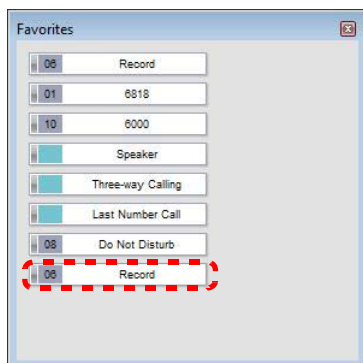 Favorites
06 Record
01 6818
10 6000
Speaker
Three-way Calling
Last Number Call
08 Do Not Disturb
06 Record